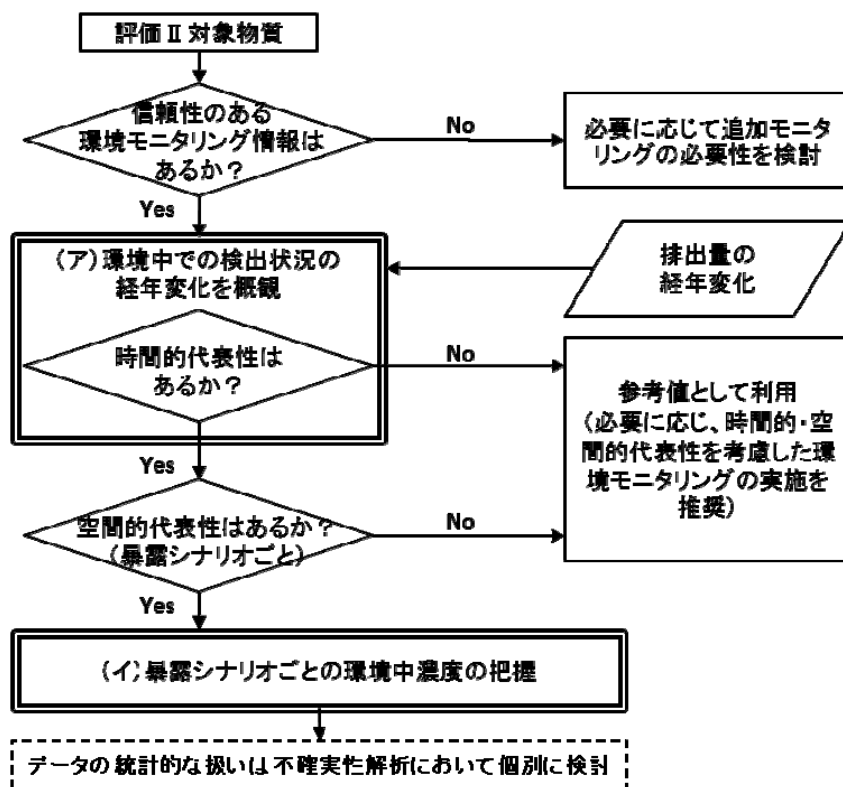 評価Ⅱ対象物質
信頼性のある
環境モニタリング情報は
あるか？
No
必要に応じて追加モニタ
リングの必要性を検討
Yes
（ア）環境中での検出状況の
経年変化を概観
排出量の
経年変化
時間的代表性は
あるか？
No
参考値として利用
（必要に応じ、時間的・空
間的代表性を考慮した環
境モニタリングの実施を
推奨）
Yes
空間的代表性はあるか？
（暴露シナリオごと）
No
Yes
（イ）暴露シナリオごとの環境中濃度の把握
データの統計的な扱いは不確実性解析において個別に検討